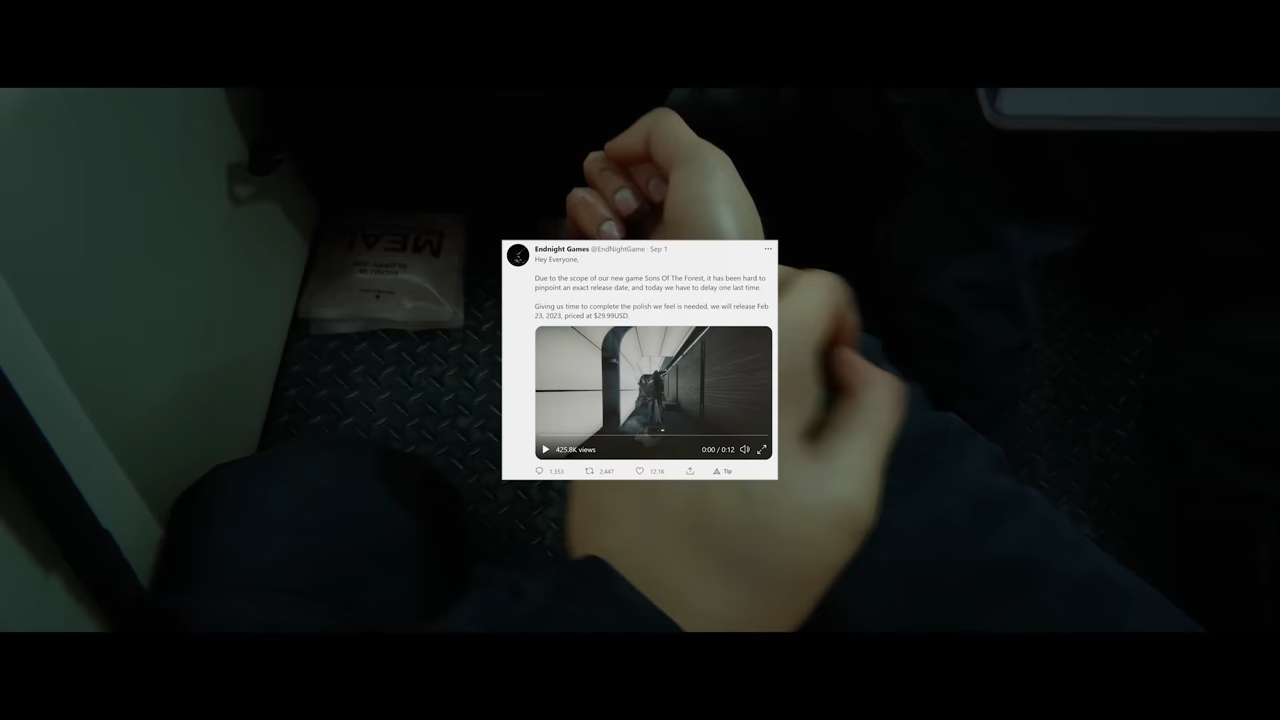 Endnight Games @EndNightGame · Sep 1
Hey Everyone,
Due to the scope of our new game Sons Of The Forest, it has been hard to
pinpoint an exact release date, and today we have to delay one last time.
Giving us time to complete the polish we feel is needed, we will release Feb
23, 2023, priced at $29.99USD.
425.8K views
0:00 / 0:12
1,353
2,447
12.1K
Tip
MEAL